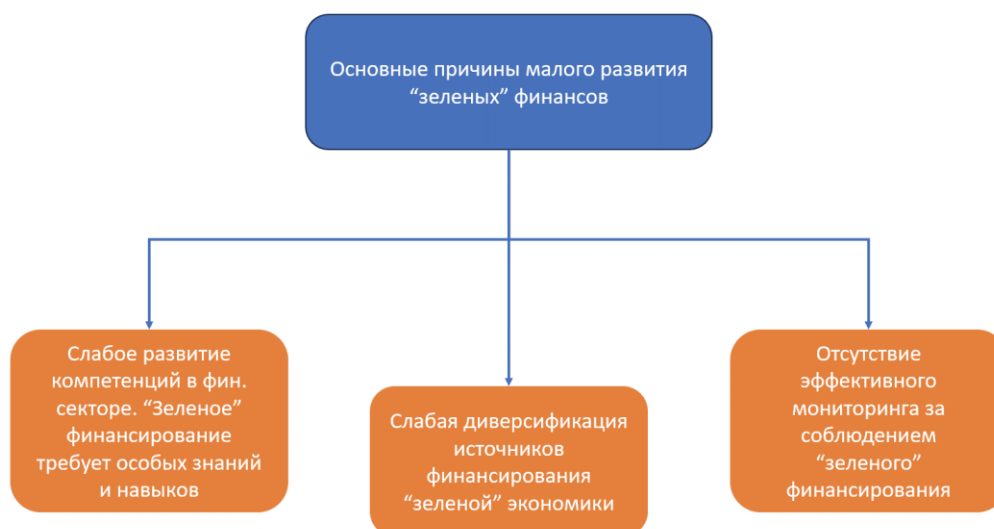 Основные причины малого развития
“зеленых” финансов
Слабое развитие
компетенций в фин.
секторе. “Зеленое”
финансирование
требует особых знаний
и навыков
Слабая диверсификация
источников
финансирования
“зеленой” экономики
Отсутствие
эффективного
мониторинга за
соблюдением
“зеленого”
финансирования